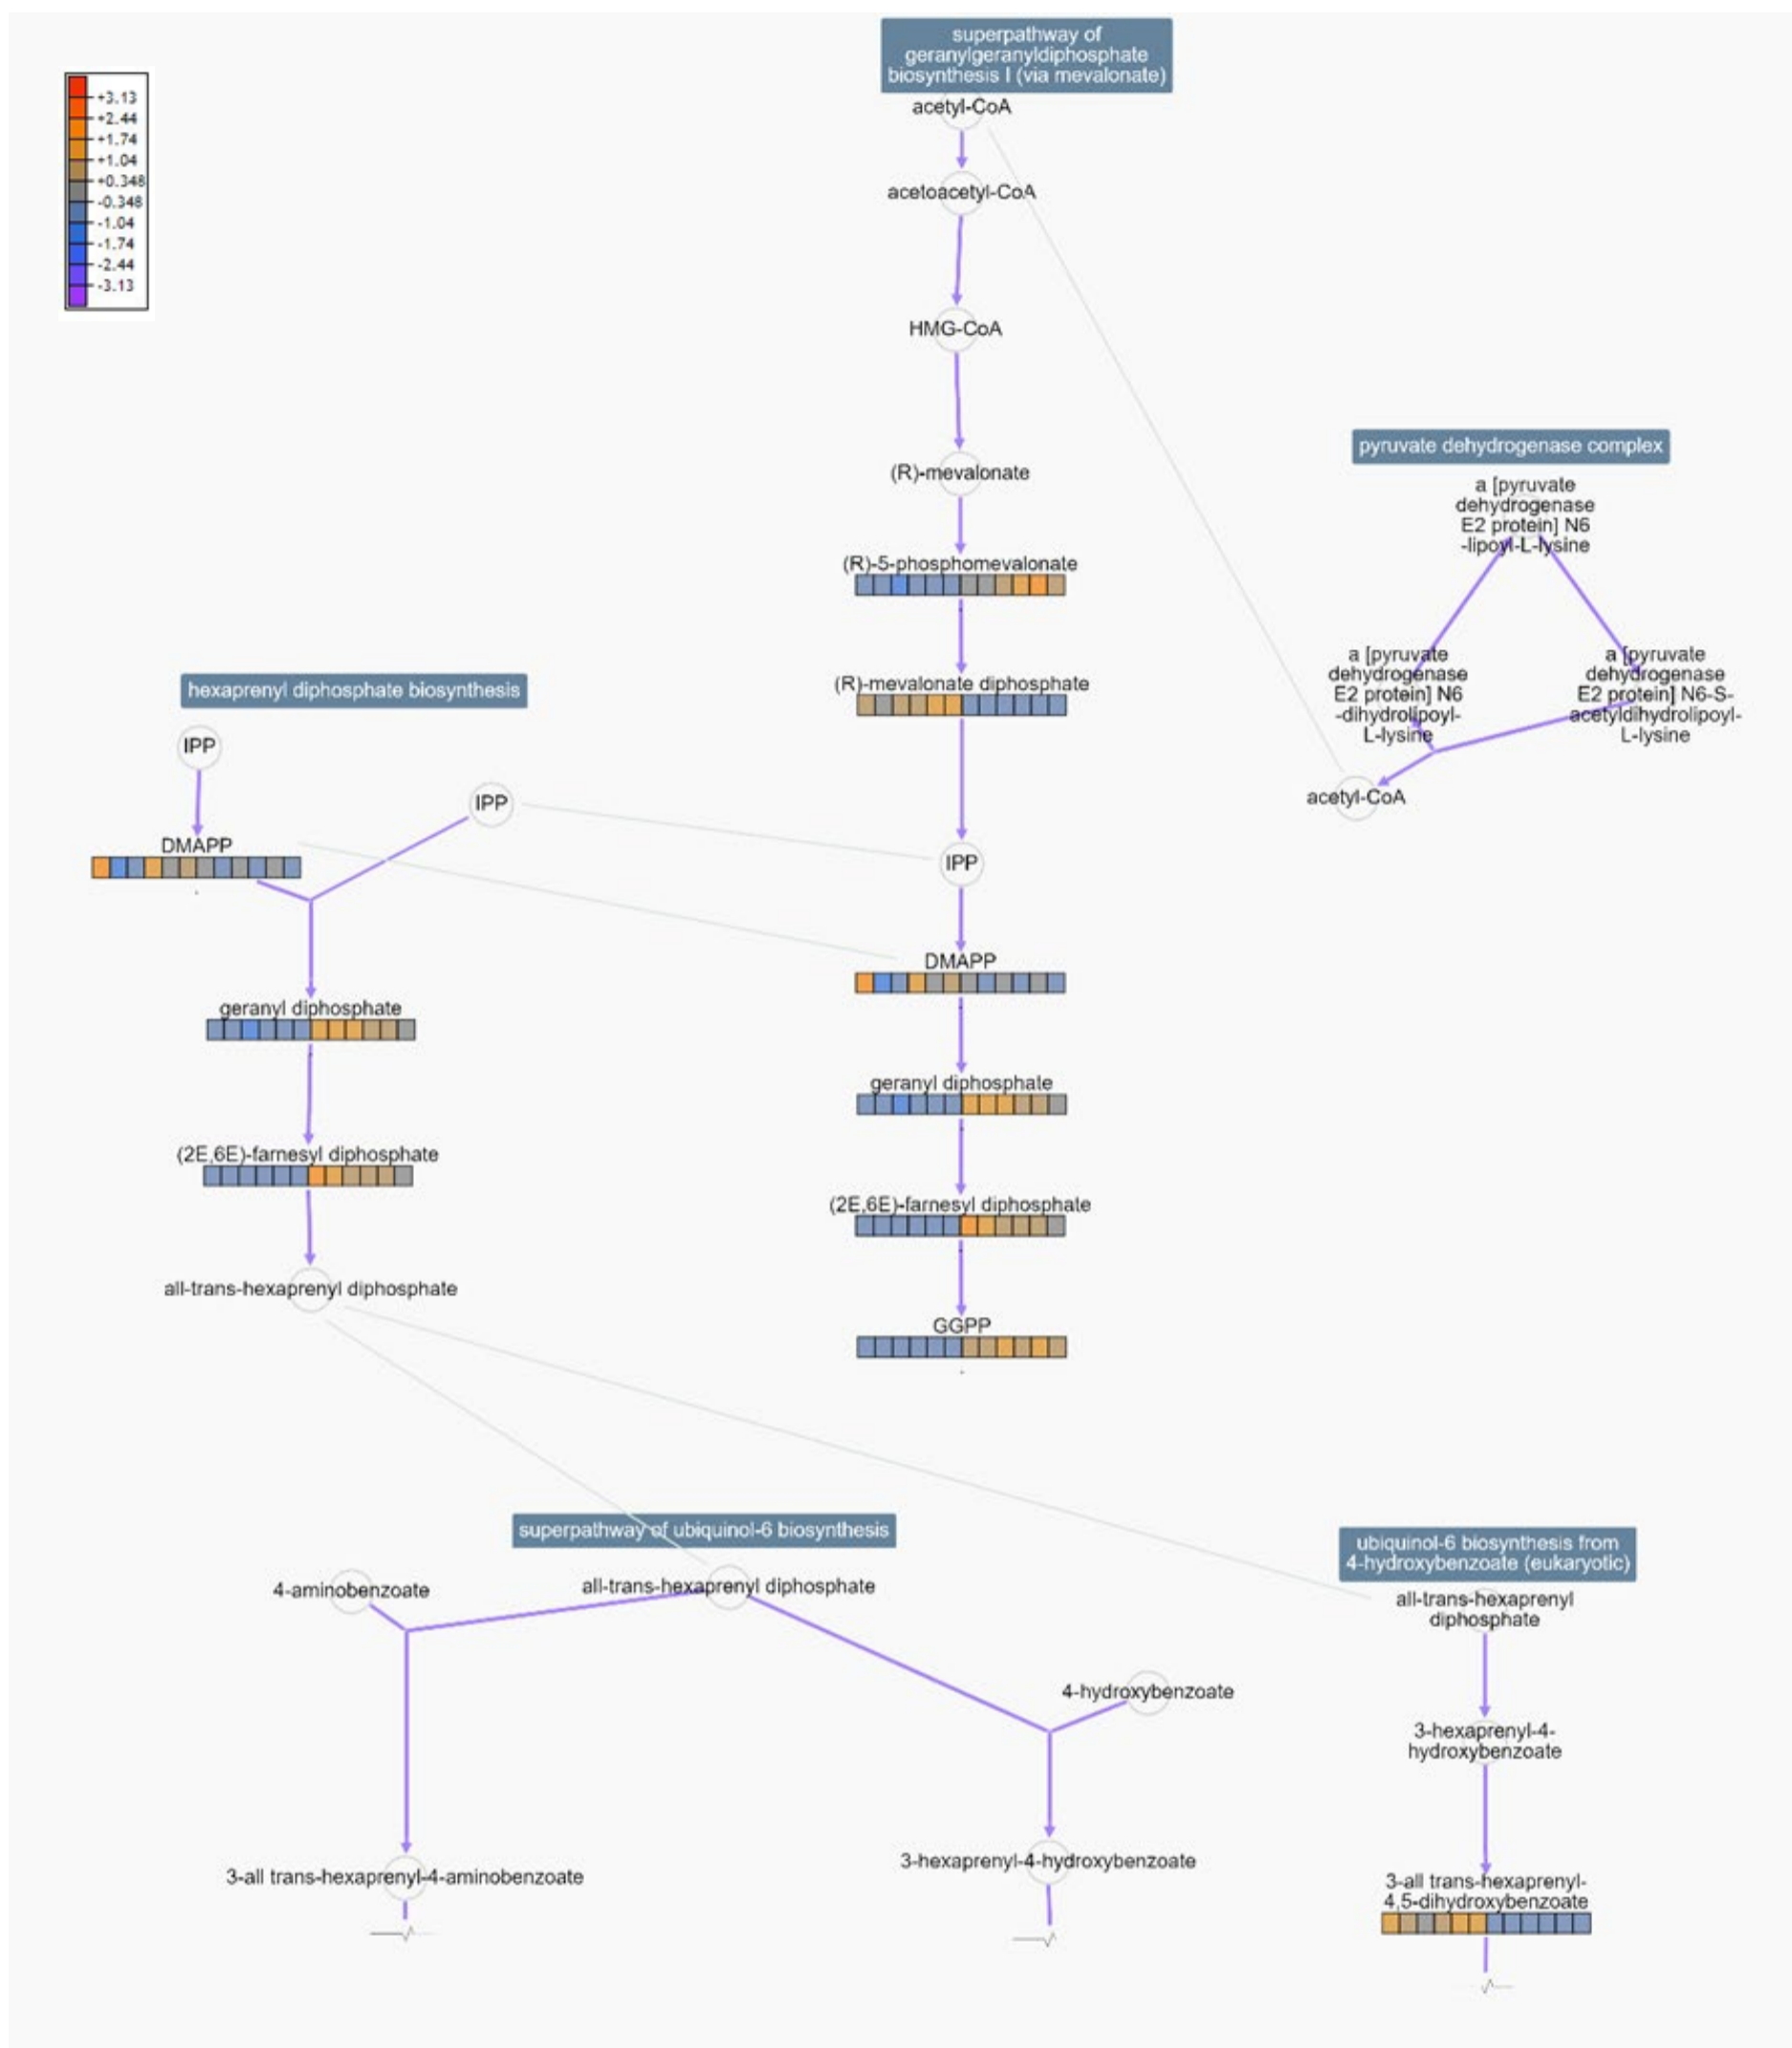 superpathway of
geranylgeranyldiphosphate
biosynthesis I (via mevalonate)
+3.13
+2.44
+1.74
+1.04
+0.348
-0.348
-1.04
-1.74
-2.44
-3.13
acetyl-CoA
acetoacetyl-CoA
HMG-CoA
(R)-mevalonate
(R)-5-phosphomevalonate
(R)-mevalonate diphosphate
IPP
DMAPP
geranyl diphosphate
(2E,6E)-farnesyl diphosphate
GGPP
pyruvate dehydrogenase complex
a [pyruvate
dehydrogenase
E2 protein] N6
-lipoyl-L-lysine
a [pyruvate
dehydrogenase
E2 protein] N6
-dihydrolipoyl-
L-lysine
a [pyruvate
dehydrogenase
E2 protein] N6-S-
acetyldihydrolipoyl-
L-lysine
acetyl-CoA
hexaprenyl diphosphate biosynthesis
IPP
IPP
DMAPP
geranyl diphosphate
(2E,6E)-farnesyl diphosphate
all-trans-hexaprenyl diphosphate
superpathway of ubiquinol-6 biosynthesis
4-aminobenzoate
all-trans-hexaprenyl diphosphate
4-hydroxybenzoate
3-all trans-hexaprenyl-4-aminobenzoate
3-hexaprenyl-4-hydroxybenzoate
ubiquinol-6 biosynthesis from
4-hydroxybenzoate (eukaryotic)
all-trans-hexaprenyl
diphosphate
3-hexaprenyl-4-
hydroxybenzoate
3-all trans-hexaprenyl-
4,5-dihydroxybenzoate